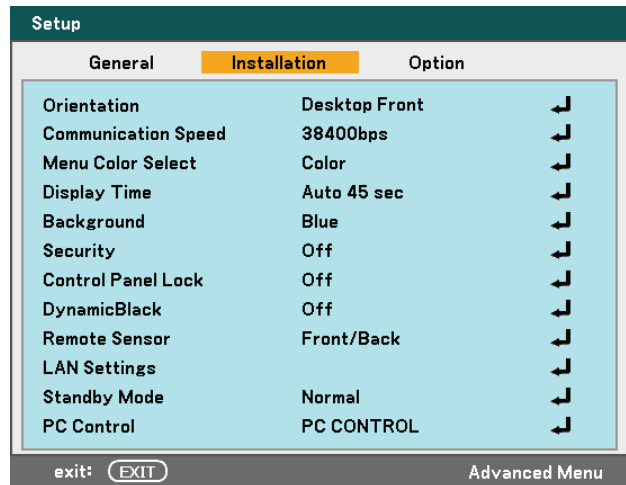 Setup
General Installation Option
Orientation Desktop Front
Communication Speed 38400bps
Menu Color Select Color
Display Time Auto 45 sec
Background Blue
Security Off
Control Panel Lock Off
DynamicBlack Off
Remote Sensor Front/Back
LAN Settings
Standby Mode Normal
PC Control PC CONTROL
exit: EXIT Advanced Menu